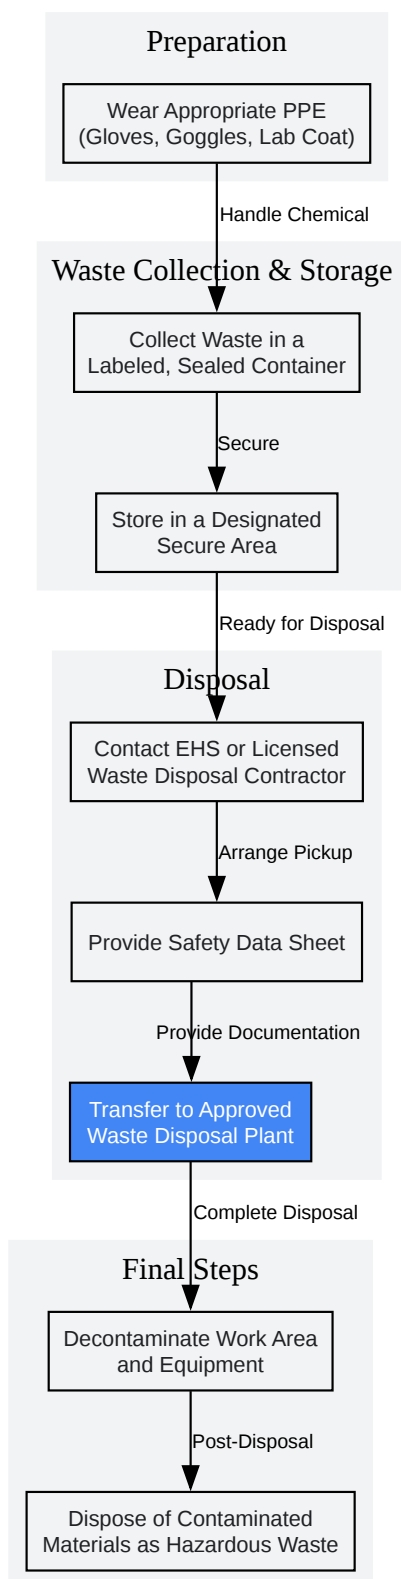 Preparation
Wear Appropriate PPE
(Gloves, Goggles, Lab Coat)
Handle Chemical
Waste Collection & Storage
Collect Waste in a
Labeled, Sealed Container
Secure
Store in a Designated
Secure Area
Ready for Disposal
Disposal
Contact EHS or Licensed
Waste Disposal Contractor
Arrange Pickup
Provide Safety Data Sheet
Provide Documentation
Transfer to Approved
Waste Disposal Plant
Complete Disposal
Final Steps
Decontaminate Work Area
and Equipment
Post-Disposal
Dispose of Contaminated
Materials as Hazardous Waste